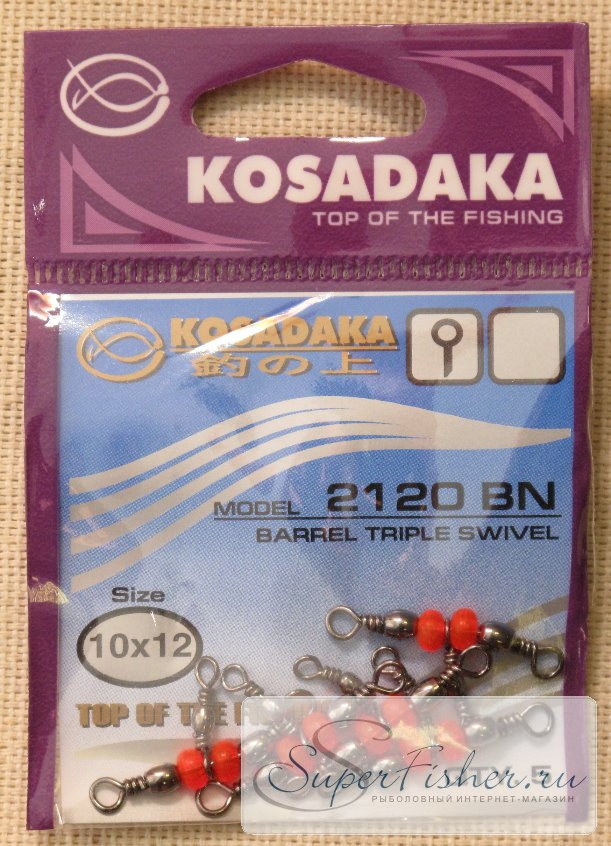 KOSADAKA
TOP OF THE FISHING
KOSADAKA
釣の上
MODEL 2120 BN
BARREL TRIPLE SWIVEL
Size
10x12
TOP OF THE
SuperFisher.ru
РЫБОЛОВНЫЙ ИНТЕРНЕТ-МАГАЗИН